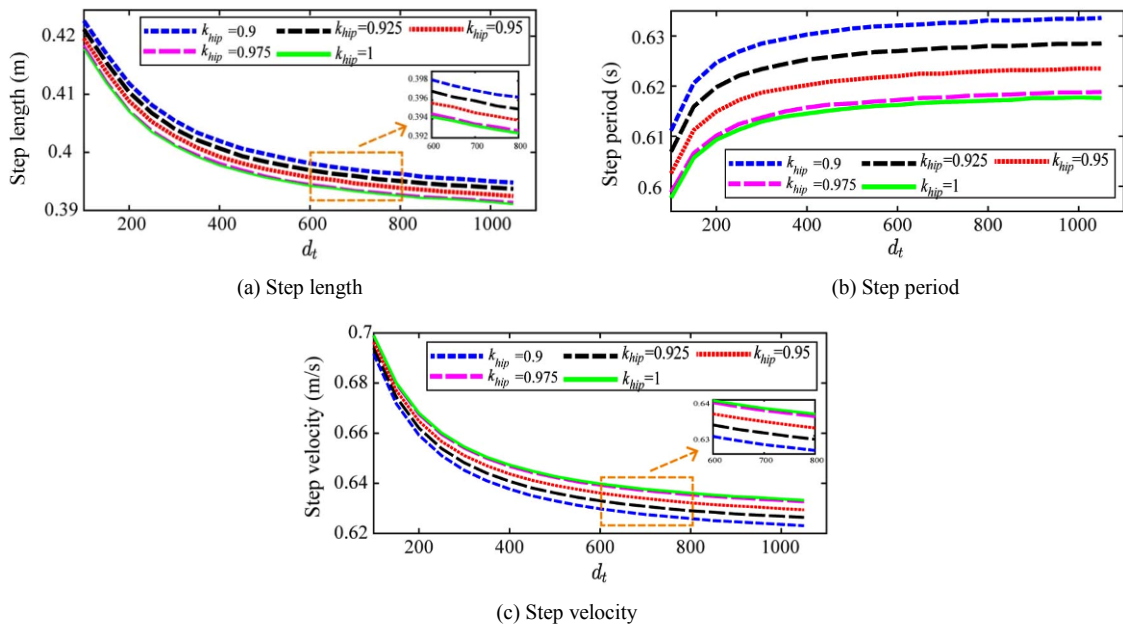 0.42
0.41
0.4
0.39
Step length (m)
k_hip =0.9
k_hip =0.925
k_hip =0.95
k_hip =0.975
k_hip =1
0.398
0.396
0.394
0.392
600 700 800
200 400 600 800 1000
d_t
(a) Step length
0.63
0.62
0.61
0.6
Step period (s)
k_hip =0.9
k_hip =0.925
k_hip =0.95
k_hip =0.975
k_hip =1
200 400 600 800 1000
d_t
(b) Step period
0.7
0.68
0.66
0.64
0.62
Step velocity (m/s)
k_hip =0.9
k_hip =0.925
k_hip =0.95
k_hip =0.975
k_hip =1
0.64
0.63
600 700 800
200 400 600 800 1000
d_t
(c) Step velocity